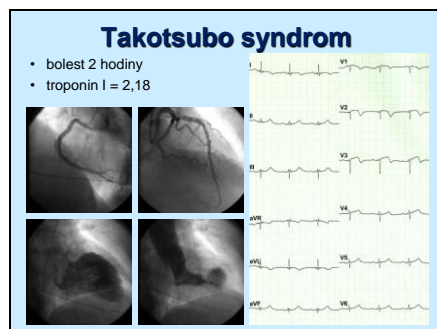 Takotsubo syndrom
• bolest 2 hodiny
• troponin I = 2,18
I
V1
II
V2
III
V3
aVR
V4
aVL
V5
aVF
V6